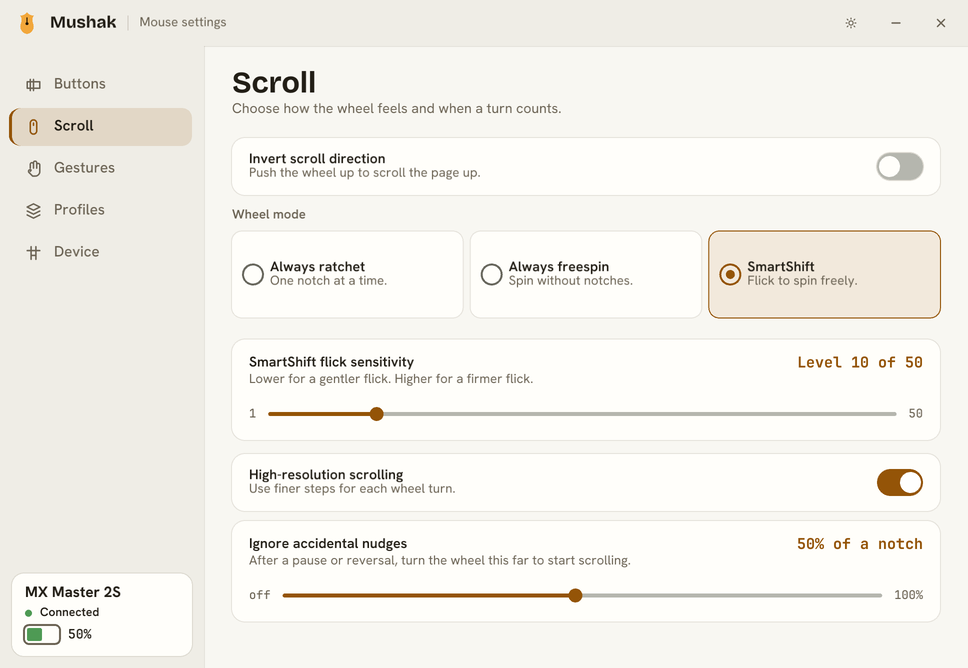 Mushak | Mouse settings
Buttons
Scroll
Gestures
Profiles
Device
MX Master 2S
Connected
50%
Scroll
Choose how the wheel feels and when a turn counts.
Invert scroll direction
Push the wheel up to scroll the page up.
Wheel mode
Always ratchet
One notch at a time.
Always freespin
Spin without notches.
SmartShift
Flick to spin freely.
SmartShift flick sensitivity
Level 10 of 50
Lower for a gentler flick. Higher for a firmer flick.
1 50
High-resolution scrolling
Use finer steps for each wheel turn.
Ignore accidental nudges
50% of a notch
After a pause or reversal, turn the wheel this far to start scrolling.
off 100%